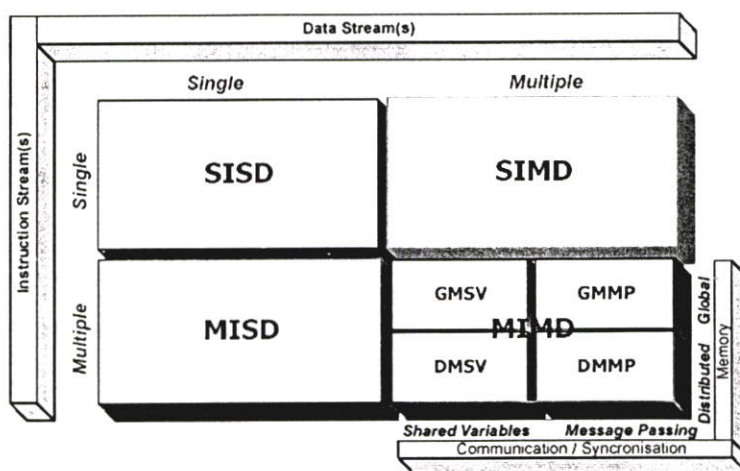 Data Stream(s)
Single
Multiple
Instruction Stream(s)
Single
SISD
SIMD
Multiple
MISD
MIMD
GMSV
GMMP
DMSV
DMMP
Global
Distributed
Memory
Shared Variables
Message Passing
Communication / Syncronisation